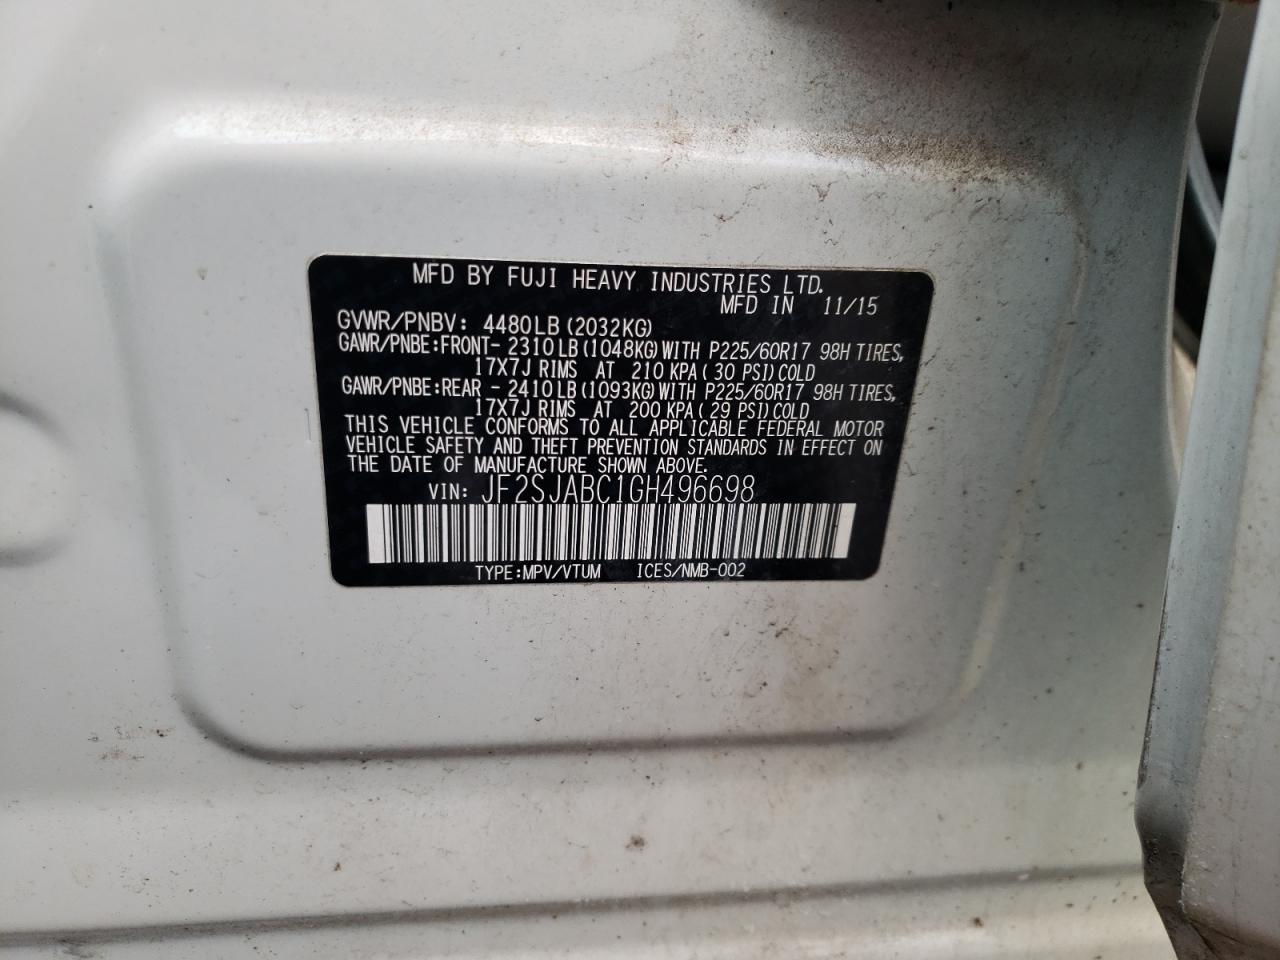 MFD BY FUJI HEAVY INDUSTRIES LTD.
MFD IN 11/15
GVWR/PNBV: 4480LB (2032KG)
GAWR/PNBE:FRONT- 2310LB (1048KG) WITH P225/60R17 98H TIRES,
17X7J RIMS AT 210 KPA ( 30 PSI) COLD
GAWR/PNBE:REAR - 2410LB (1093KG) WITH P225/60R17 98H TIRES,
17X7J RIMS AT 200 KPA ( 29 PSI) COLD
THIS VEHICLE CONFORMS TO ALL APPLICABLE FEDERAL MOTOR
VEHICLE SAFETY AND THEFT PREVENTION STANDARDS IN EFFECT ON
THE DATE OF MANUFACTURE SHOWN ABOVE.
VIN: JF2SJABC1GH496698
TYPE:MPV/VTUM ICES/NMB-002